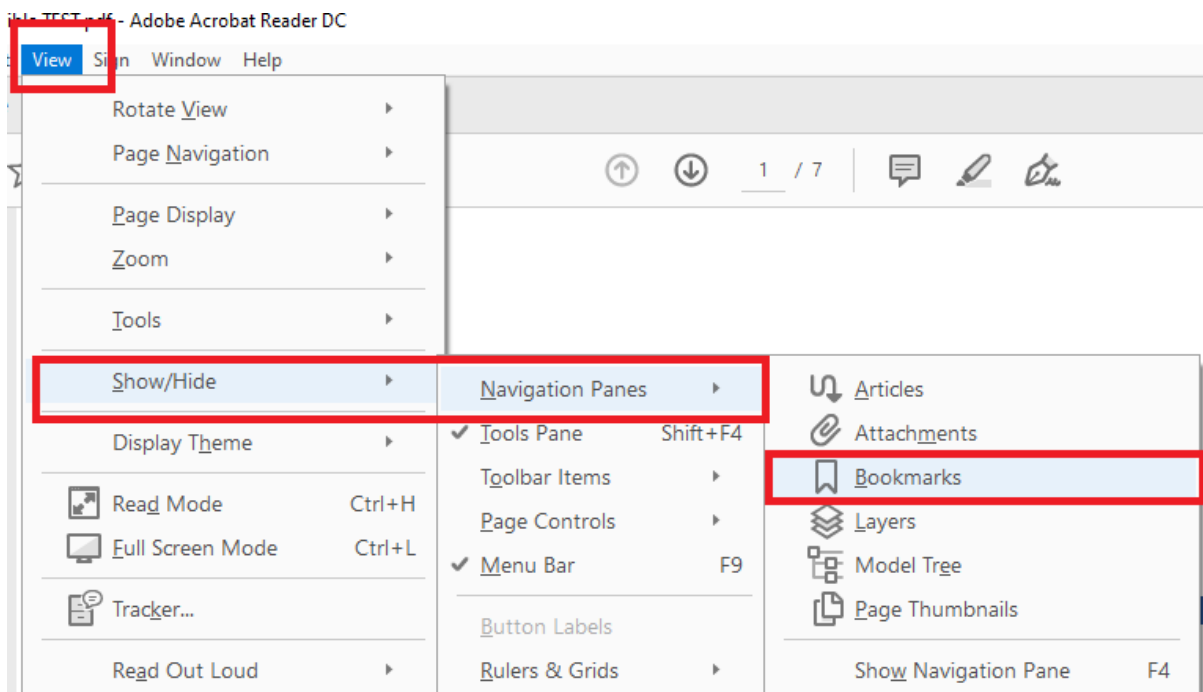 ible TEST.pdf - Adobe Acrobat Reader DC
View Sign Window Help
1 / 7
Rotate View
Page Navigation
Page Display
Zoom
Tools
Show/Hide
Display Theme
Read Mode Ctrl+H
Full Screen Mode Ctrl+L
Tracker...
Read Out Loud
Navigation Panes
Tools Pane Shift+F4
Toolbar Items
Page Controls
Menu Bar F9
Button Labels
Rulers & Grids
Articles
Attachments
Bookmarks
Layers
Model Tree
Page Thumbnails
Show Navigation Pane F4